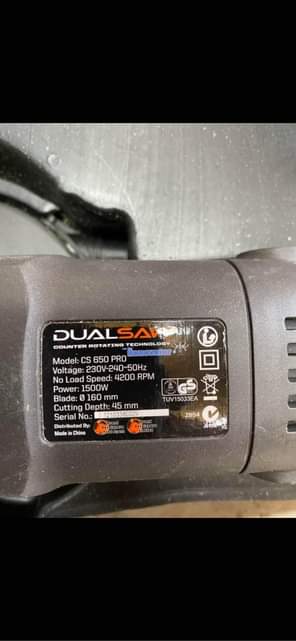 DUALSAW
COUNTER ROTATING TECHNOLOGY
Model: CS 650 PRO
Voltage: 230V-240-50Hz
No Load Speed: 4200 RPM
Power: 1500W
Blade: Ø 160 mm
Cutting Depth: 45 mm
Serial No.:
Distributed By:
Made in China
GS
TUV15033EA